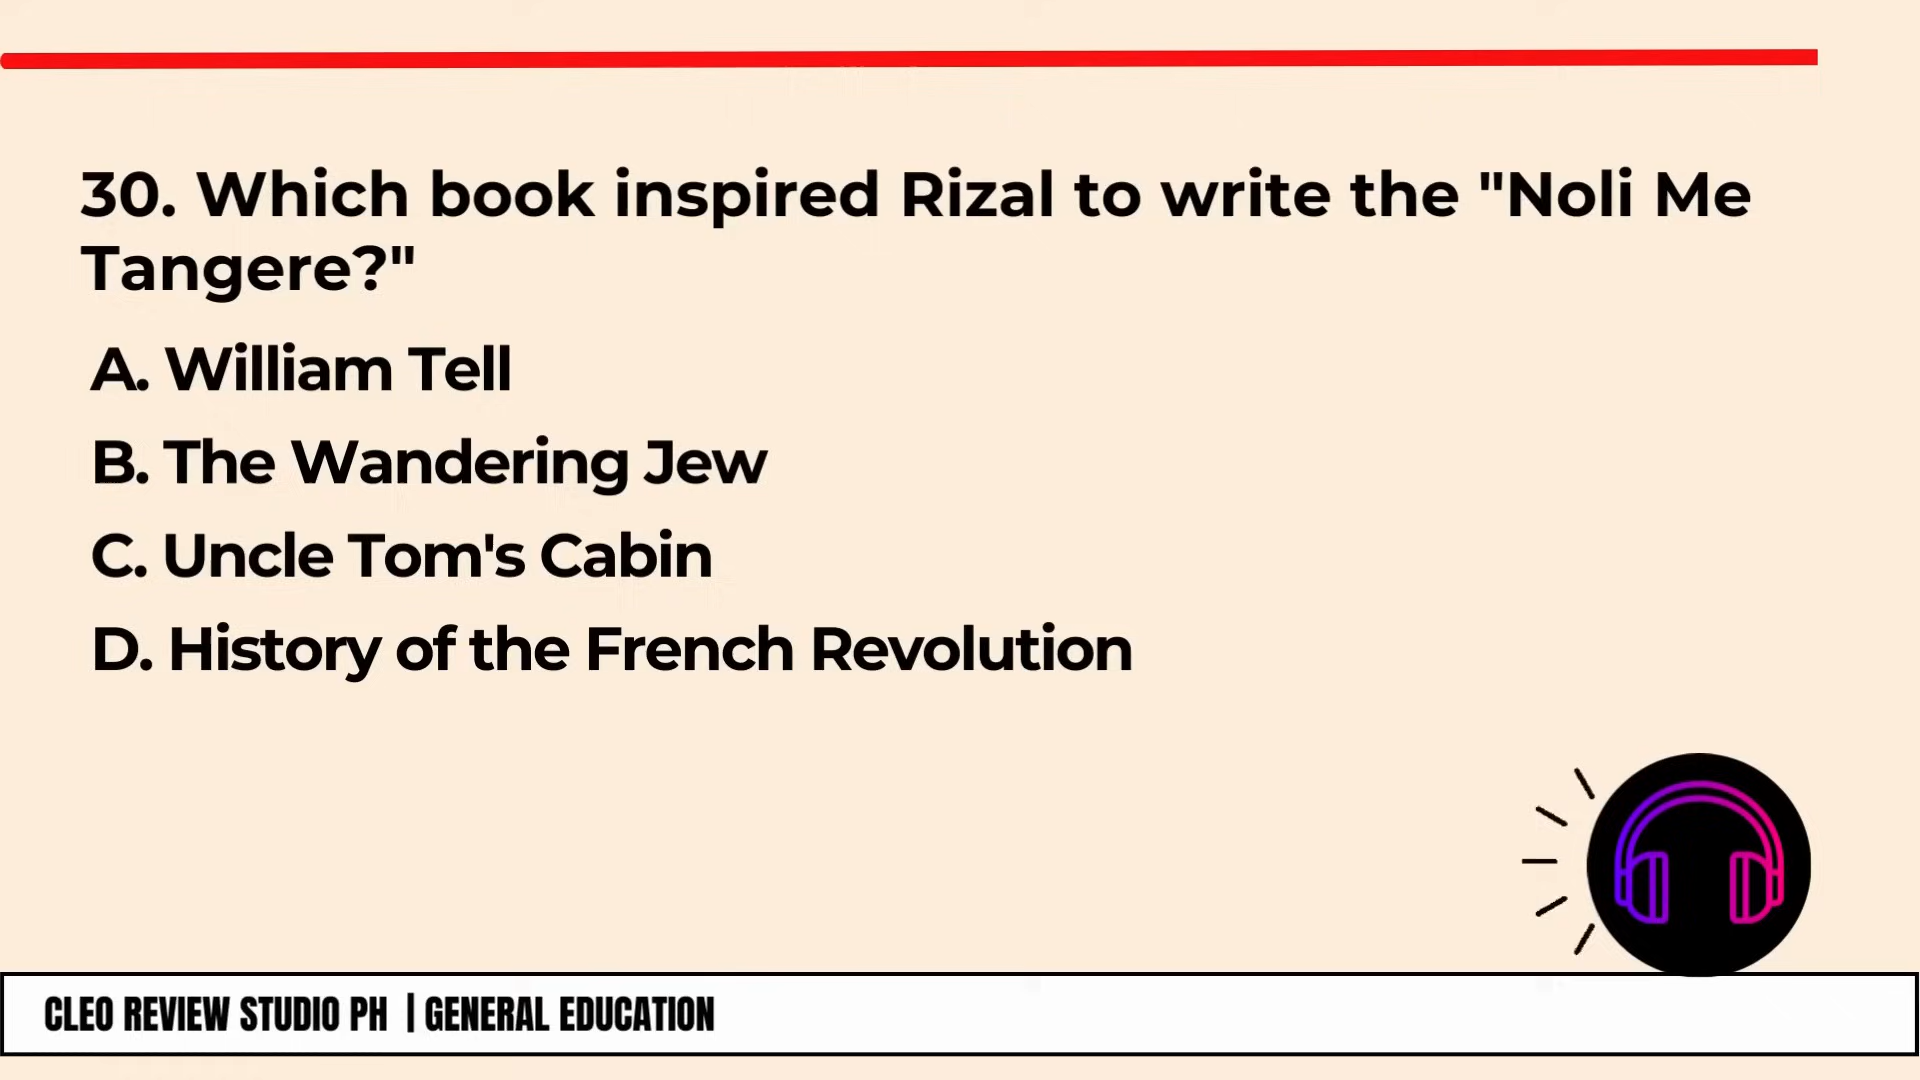 30. Which book inspired Rizal to write the "Noli Me
Tangere?"
A. William Tell
B. The Wandering Jew
C. Uncle Tom's Cabin
D. History of the French Revolution
CLEO REVIEW STUDIO PH | GENERAL EDUCATION